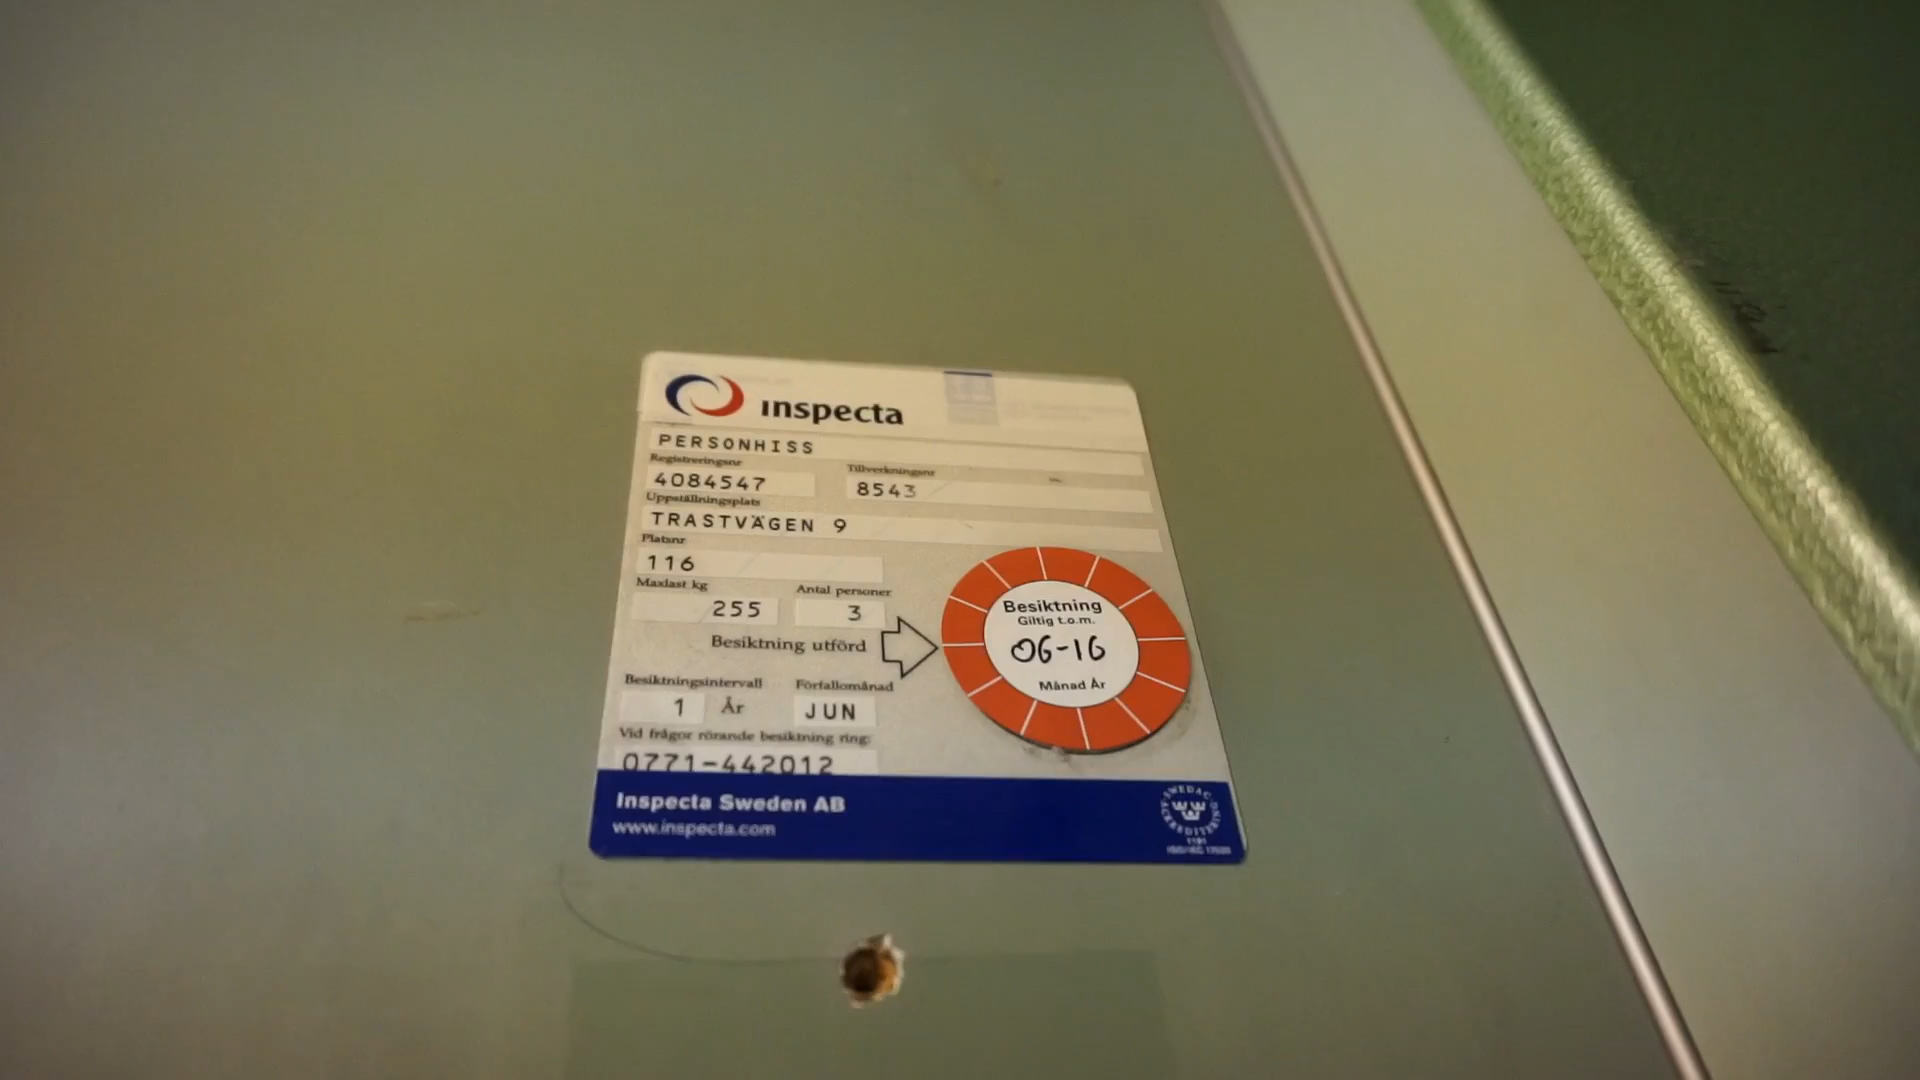 inspecta
PERSONHISS
Registreringsnr Tillverkningsnr
4084547 8543
Uppställningsplats
TRASTVÄGEN 9
Platsnr
116
Maxlast kg Antal personer
255 3
Besiktning utförd
Besiktning
Giltig t.o.m.
06-16
Månad År
Besiktningsintervall Förfallomånad
1 År JUN
Vid frågor rörande besiktning ring:
0771-442012
Inspecta Sweden AB
www.inspecta.com
SWEDAC
ACKREDITERING